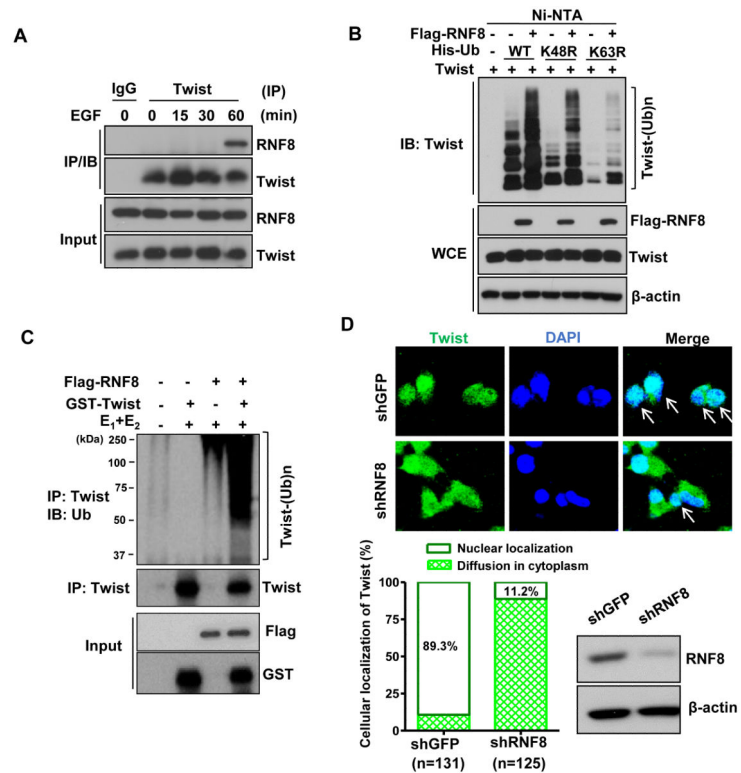 A
IgG Twist (IP)
EGF 0 0 15 30 60 (min)
IP/IB
RNF8
Twist
Input
RNF8
Twist
B
Ni-NTA
Flag-RNF8 - - + - + - +
His-Ub - WT K48R K63R
Twist + + + + + + +
IB: Twist
Twist-(Ub)n
WCE
Flag-RNF8
Twist
β-actin
C
Flag-RNF8 - - + +
GST-Twist - + - +
E1+E2 - + + +
(kDa)
250
100
75
50
37
IP: Twist
IB: Ub
Twist-(Ub)n
IP: Twist
Twist
Input
Flag
GST
D
Twist DAPI Merge
shGFP
shRNF8
Nuclear localization
Diffusion in cytoplasm
Cellular localization of Twist (%)
100
75
50
25
0
89.3%
11.2%
shGFP shRNF8
(n=131) (n=125)
shGFP shRNF8
RNF8
β-actin